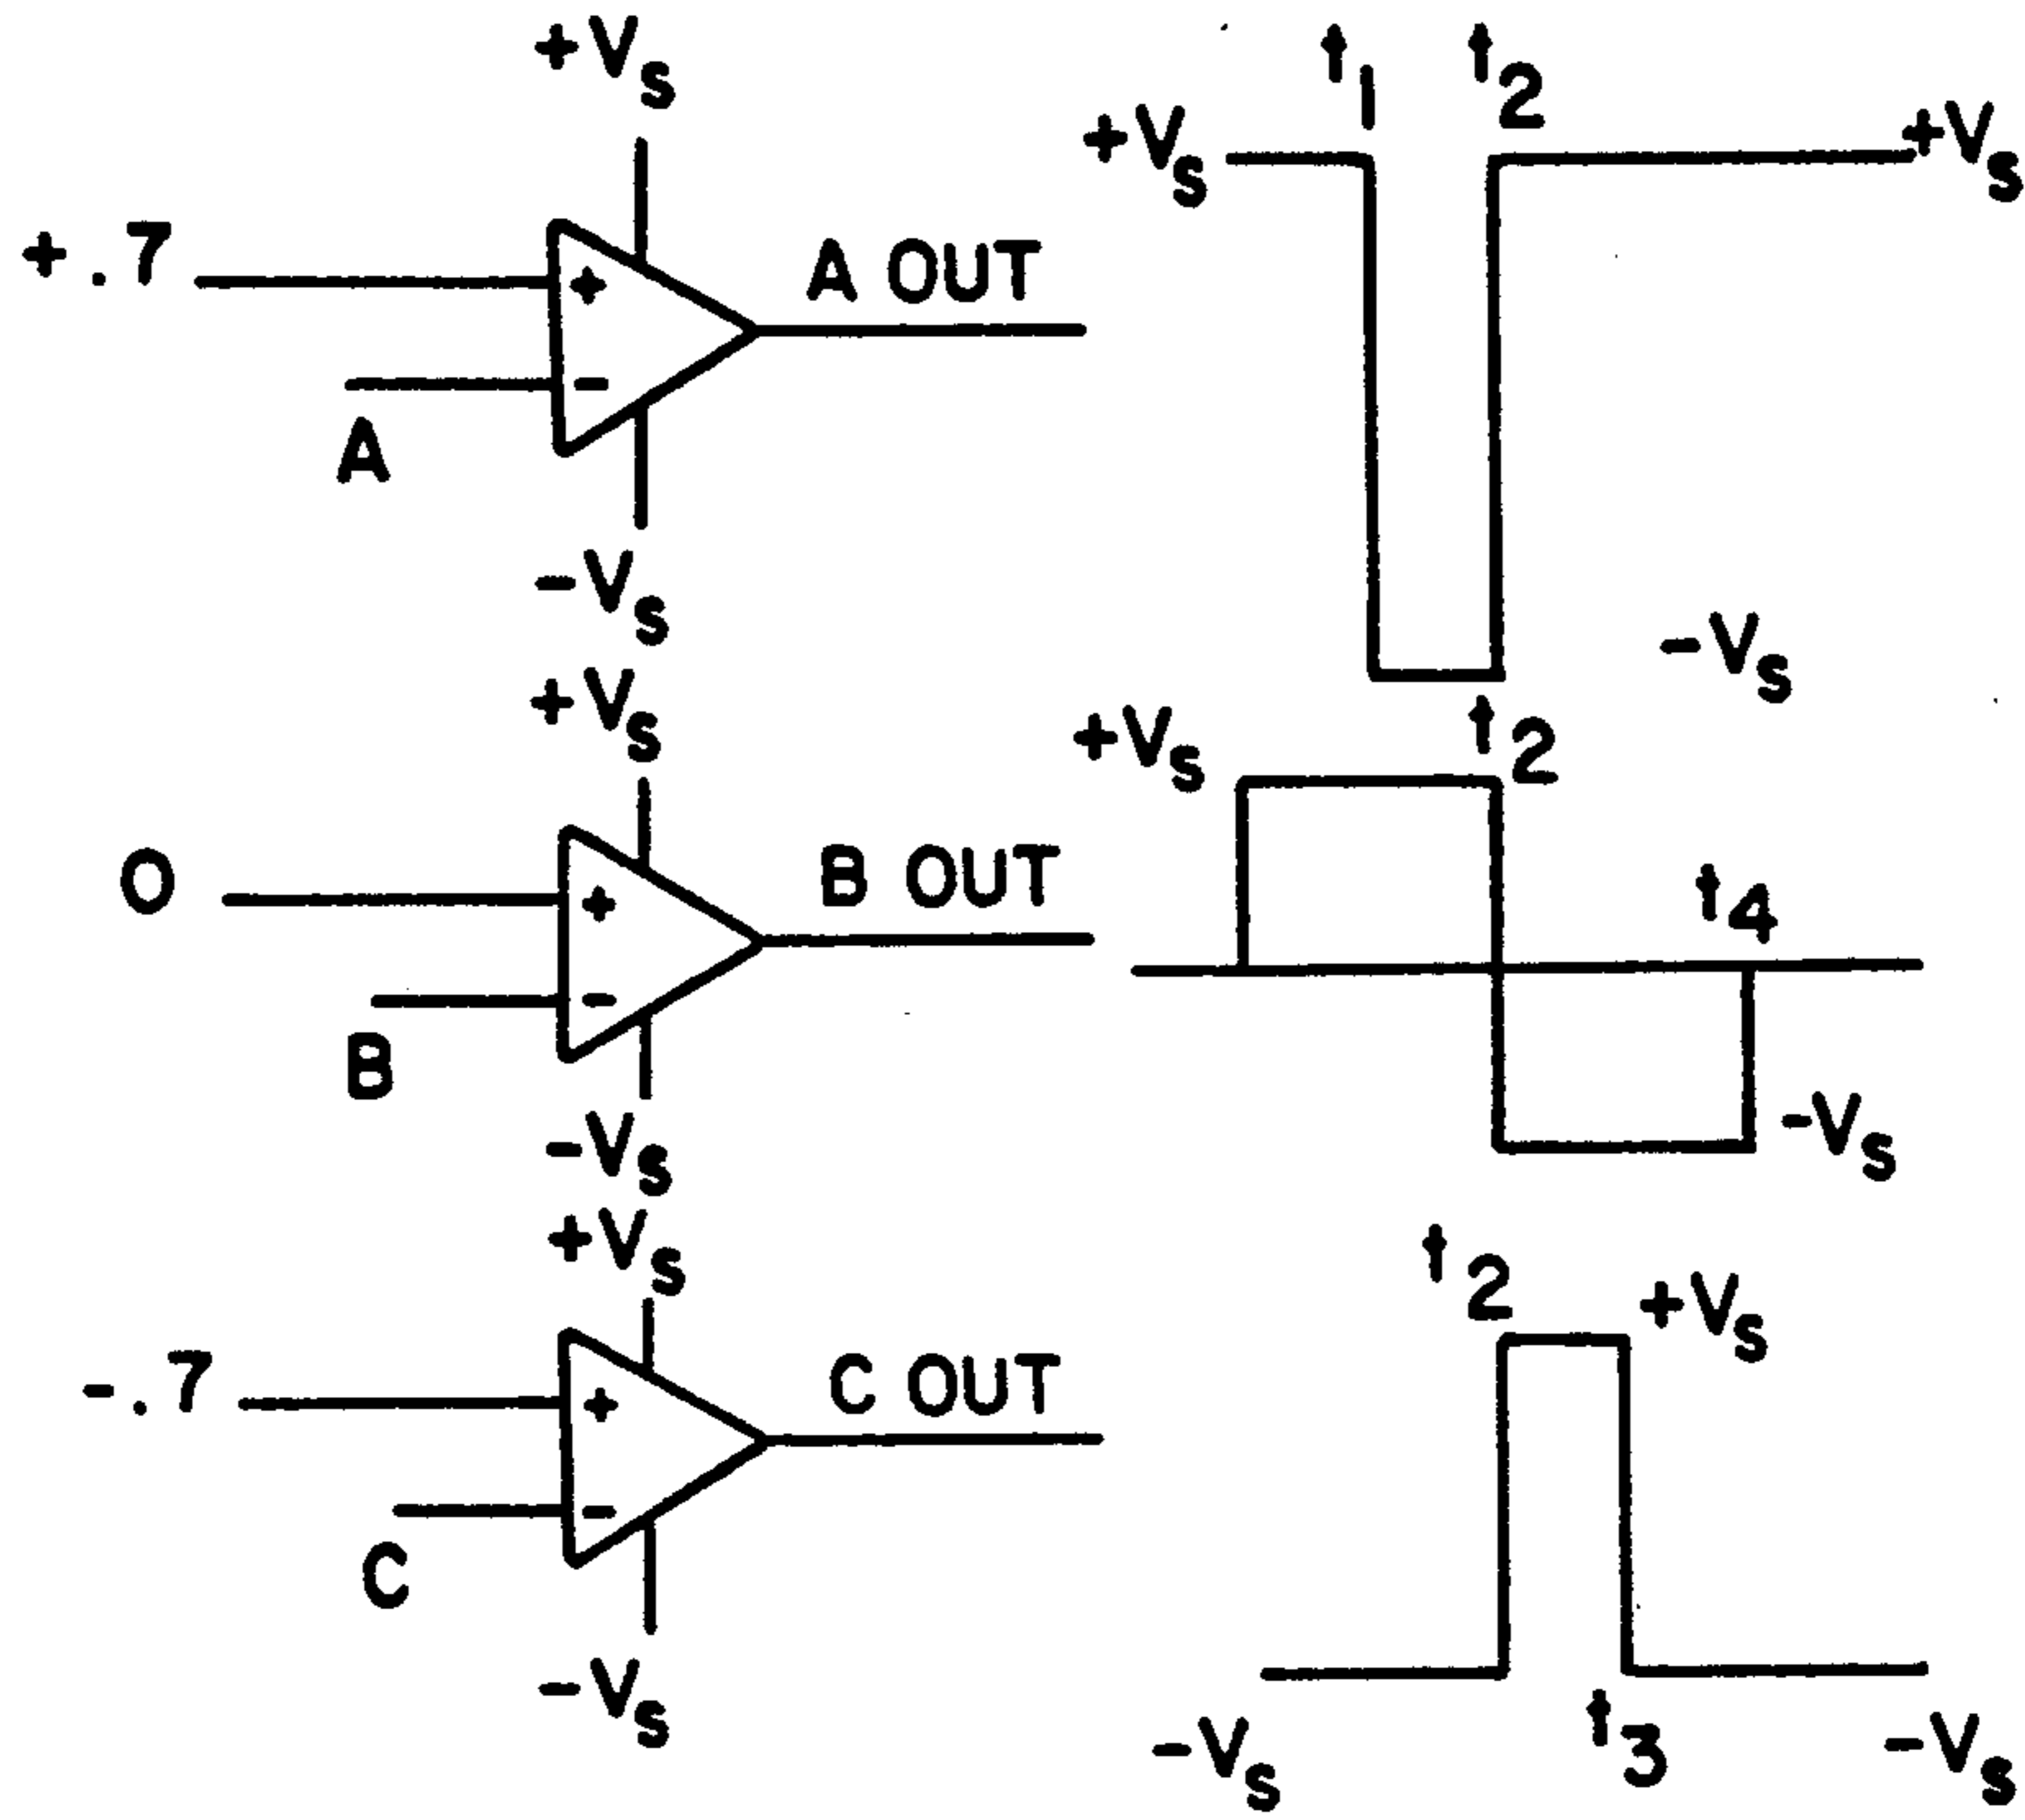 +Vs
+.7
+
-
A OUT
A
-Vs
t1 t2
+Vs +Vs
-Vs
+Vs
O
+
-
B OUT
B
-Vs
+Vs
t2
t4
-Vs
+Vs
-.7
+
-
C OUT
C
-Vs
t2
+Vs
t3
-Vs -Vs